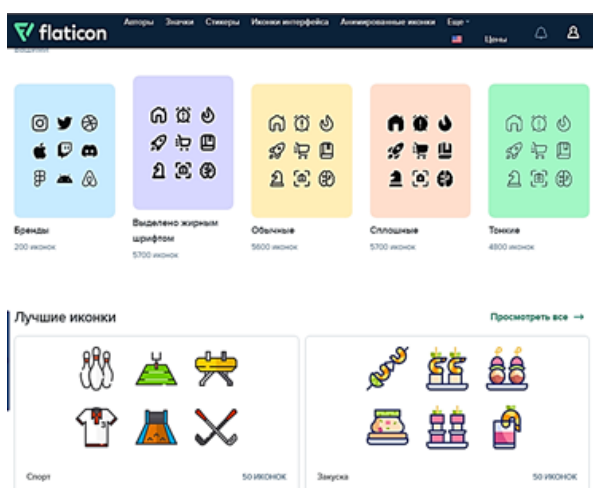 flaticon
Авторы Значки Стикеры Иконки интерфейса Анимированные иконки Еще
Цены
Бренды
200 иконок
Выделено жирным
шрифтом
5700 иконок
Обычные
5600 иконок
Сплошные
5700 иконок
Тонкие
4800 иконок
Лучшие иконки
Просмотреть все →
Спорт
50 ИКОНОК
Закуска
50 ИКОНОК